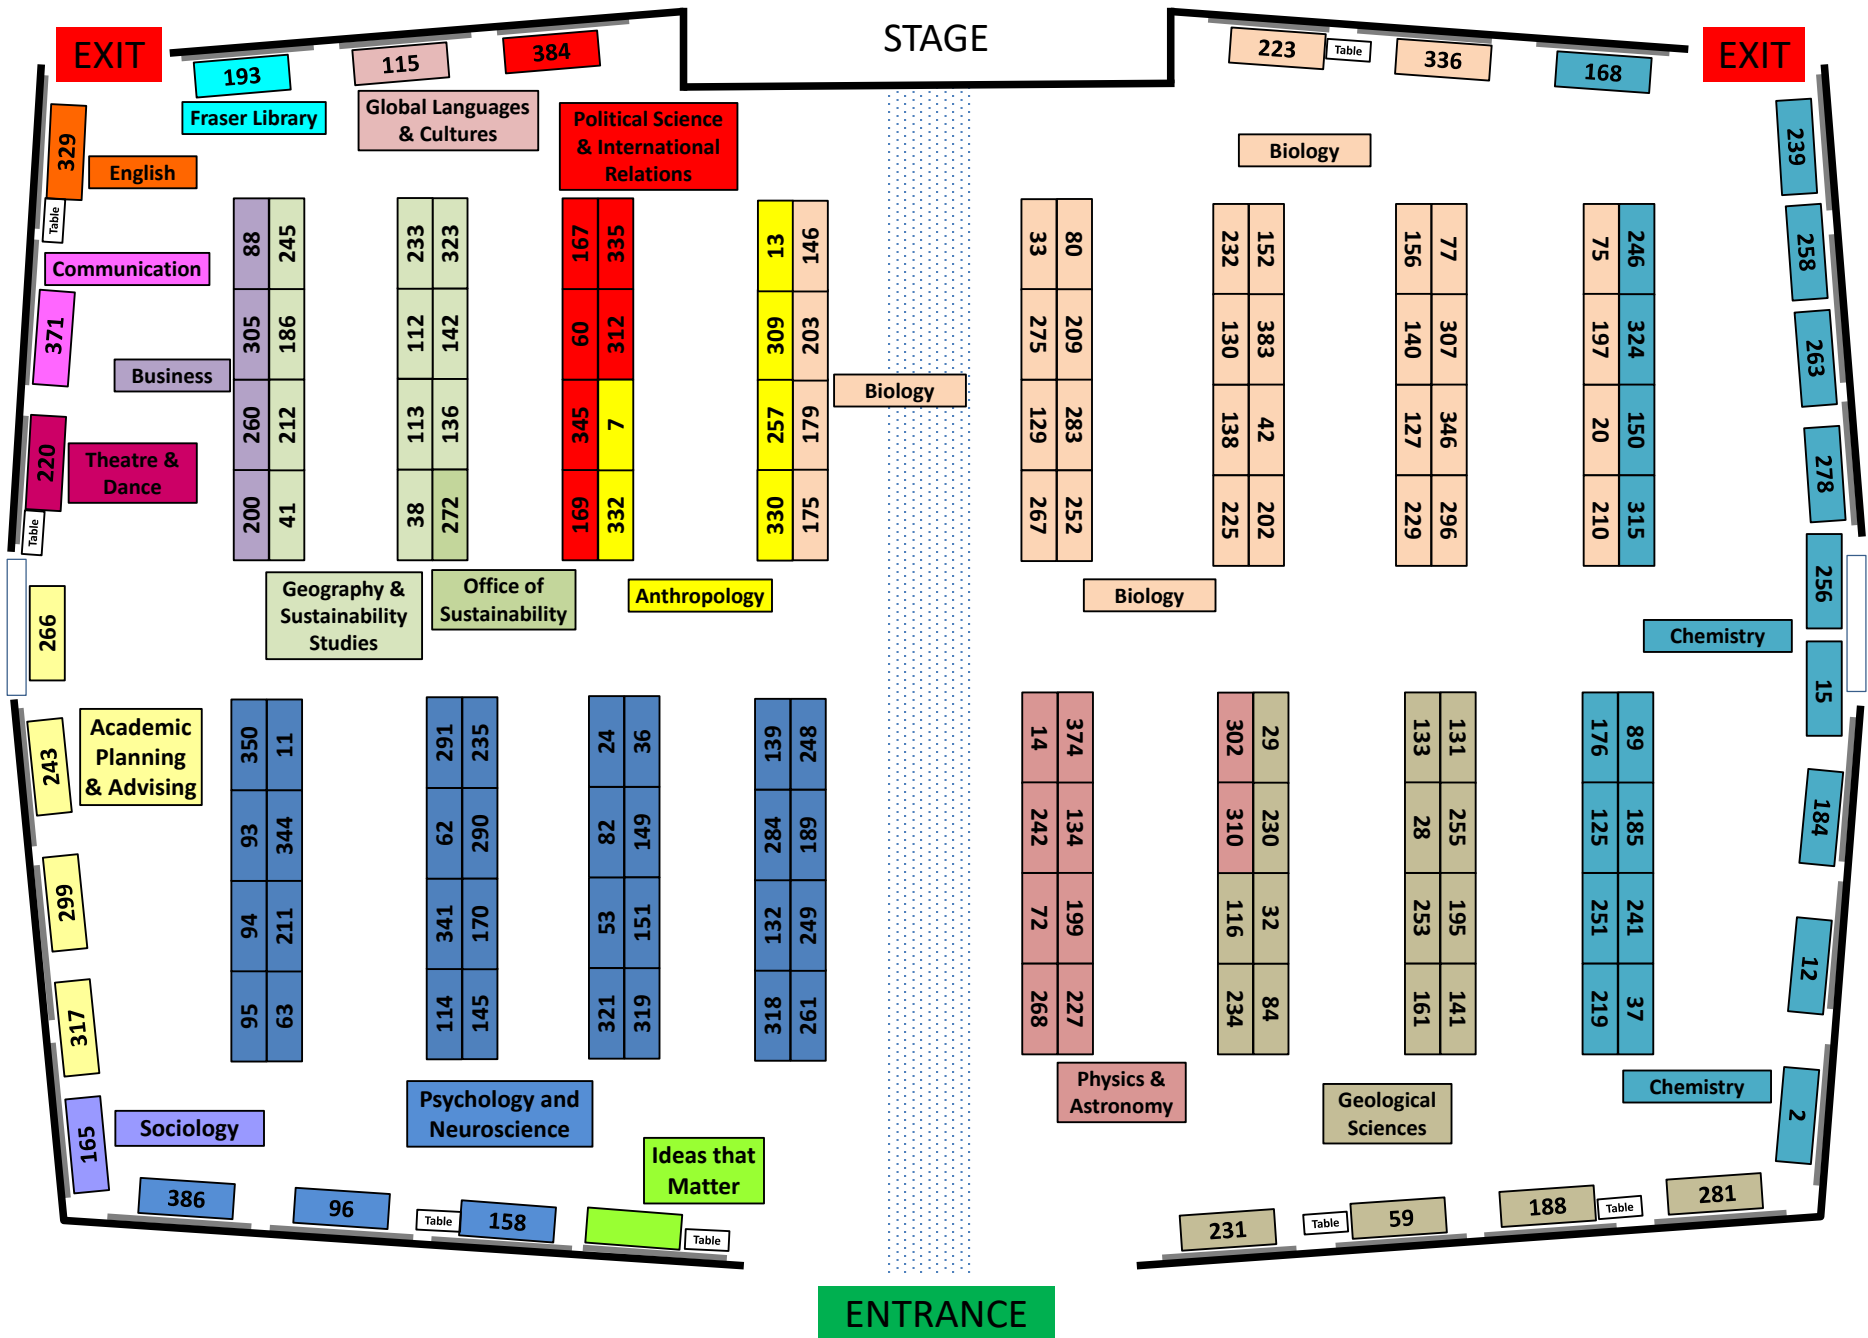 STAGE
EXIT
193
115
384
223
Table
336
168
EXIT
Fraser Library
Global Languages
& Cultures
Political Science
& International
Relations
Biology
329
English
Table
Communication
371
Business
220
Theatre &
Dance
Table
88 245
305 186
260 212
200 41
233 323
112 142
113 136
38 272
167 335
60 312
345 7
169 332
13 146
309 203
257 179
330 175
Biology
33 80
275 209
129 283
267 252
232 152
130 383
138 42
225 202
156 77
140 307
127 346
229 296
75 246
197 324
20 150
210 315
239
258
263
278
256
15
184
12
2
Geography &
Sustainability
Studies
Office of
Sustainability
Anthropology
Biology
Chemistry
266
243
299
317
165
Academic
Planning
& Advising
350 11
93 344
94 211
95 63
291 235
62 290
341 170
114 145
24 36
82 149
53 151
321 319
139 248
284 189
132 249
318 261
14 374
242 134
72 199
268 227
302 29
310 230
116 32
234 84
133 131
28 255
253 195
161 141
176 89
125 185
251 241
219 37
Sociology
Psychology and
Neuroscience
Ideas that
Matter
Physics &
Astronomy
Geological
Sciences
Chemistry
386
96
Table
158
Table
231
Table
59
188
Table
281
ENTRANCE